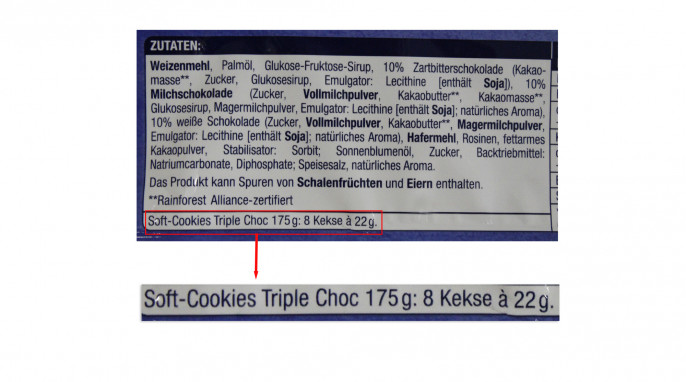 ZUTATEN:
Weizenmehl, Palmöl, Glukose-Fruktose-Sirup, 10% Zartbitterschokolade (Kakao-
masse**, Zucker, Glukosesirup, Emulgator: Lecithine [enthält Soja]), 10%
Milchschokolade (Zucker, Vollmilchpulver, Kakaobutter**, Kakaomasse**,
Glukosesirup, Magermilchpulver, Emulgator: Lecithine [enthält Soja]; natürliches Aroma),
10% weiße Schokolade (Zucker, Vollmilchpulver, Kakaobutter**, Magermilchpulver,
Emulgator: Lecithine [enthält Soja]; natürliches Aroma), Hafermehl, Rosinen, fettarmes
Kakaopulver, Stabilisator: Sorbit; Sonnenblumenöl, Zucker, Backtriebmittel:
Natriumcarbonate, Diphosphate; Speisesalz, natürliches Aroma.
Das Produkt kann Spuren von Schalenfrüchten und Eiern enthalten.
**Rainforest Alliance-zertifiert
Soft-Cookies Triple Choc 175g: 8 Kekse à 22g.
Soft-Cookies Triple Choc 175g: 8 Kekse à 22g.